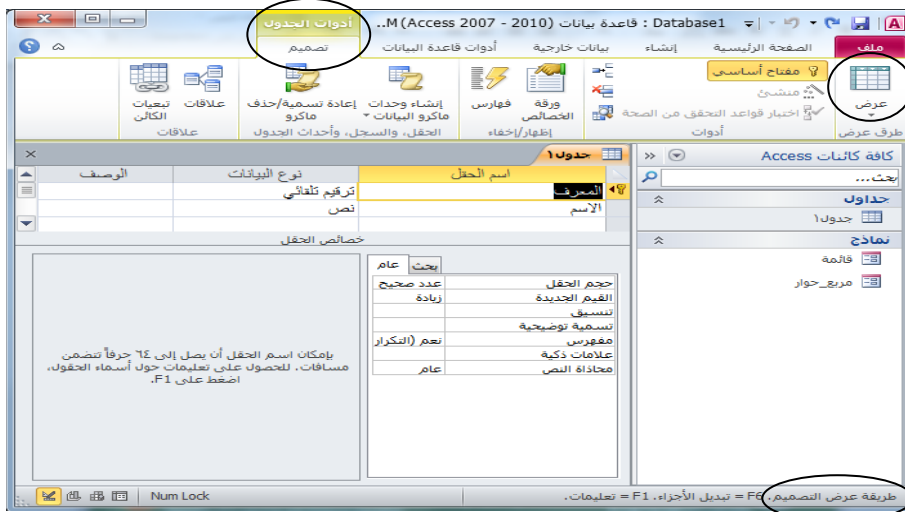 Database1 : قاعدة بيانات (Access 2007 - 2010) M..
أدوات الجدول
ملف
الصفحة الرئيسية
إنشاء
بيانات خارجية
أدوات قاعدة البيانات
تصميم
عرض
طرق عرض
مفتاح أساسي
منشئ
اختبار قواعد التحقق من الصحة
أدوات
ورقة الخصائص
فهارس
إظهار/إخفاء
إنشاء وحدات ماكرو البيانات
إعادة تسمية/حذف ماكرو
الحقل، والسجل، وأحداث الجدول
علاقات
تبعيات الكائن
علاقات
كافة كائنات Access
بحث...
جداول
جدول١
نماذج
قائمة
مربع_حوار
جدول١
اسم الحقل
نوع البيانات
الوصف
المعرف
ترقيم تلقائي
الاسم
نص
خصائص الحقل
عام
بحث
حجم الحقل
عدد صحيح
القيم الجديدة
زيادة
تنسيق
تسمية توضيحية
مفهرس
نعم (التكرار
علامات ذكية
محاذاة النص
عام
بإمكان اسم الحقل أن يصل إلى ٦٤ حرفاً تتضمن
مسافات. للحصول على تعليمات حول أسماء الحقول،
اضغط على F1.
طريقة عرض التصميم. F6 = تبديل الأجزاء. F1 = تعليمات.
Num Lock